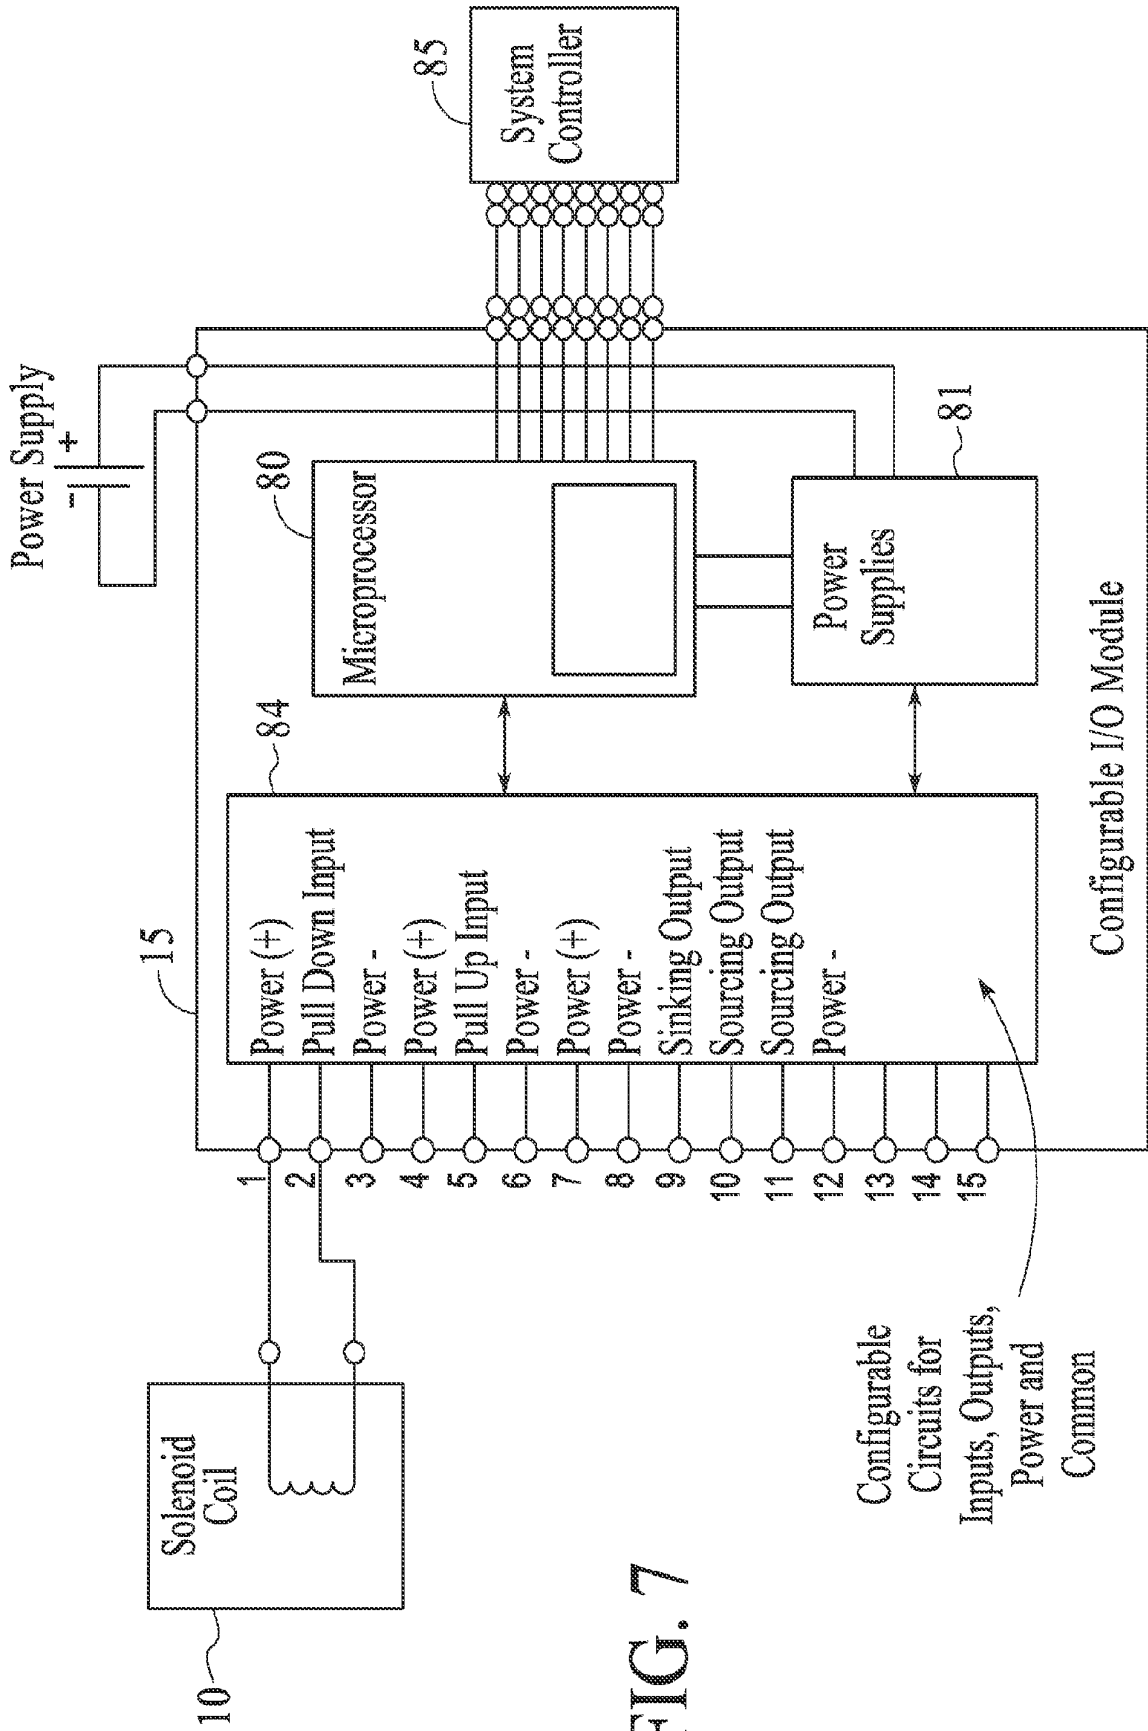 10
Solenoid
Coil
15
84
Power Supply
- +
80
85
System
Controller
1
2
3
4
5
6
7
8
9
10
11
12
13
14
15
Power (+)
Pull Down Input
Power -
Power (+)
Pull Up Input
Power -
Power (+)
Power -
Sinking Output
Sourcing Output
Sourcing Output
Power -
Microprocessor
81
Power
Supplies
Configurable I/O Module
Configurable
Circuits for
Inputs, Outputs,
Power and
Common
FIG. 7